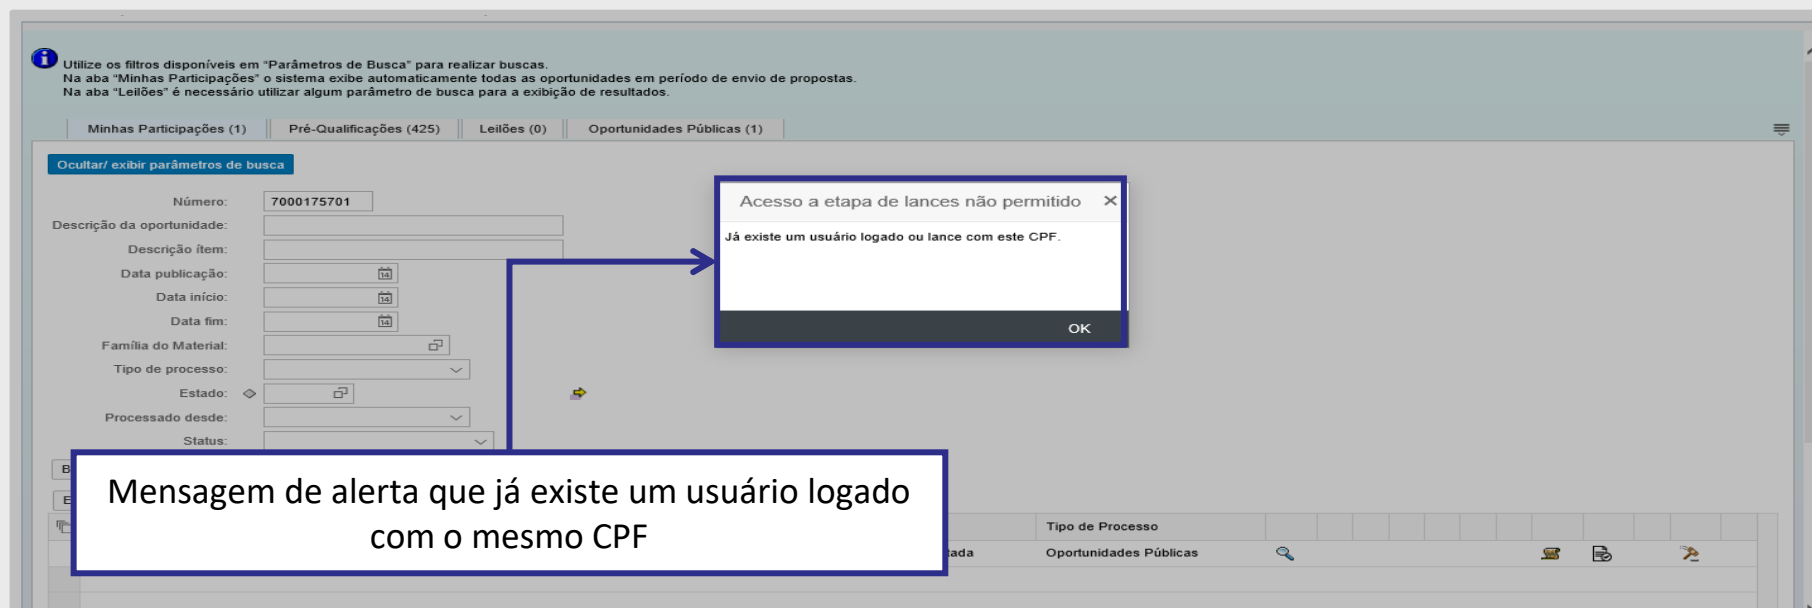 Utilize os filtros disponíveis em "Parâmetros de Busca" para realizar buscas.
Na aba "Minhas Participações" o sistema exibe automaticamente todas as oportunidades em período de envio de propostas.
Na aba "Leilões" é necessário utilizar algum parâmetro de busca para a exibição de resultados.
Minhas Participações (1) Pré-Qualificações (425) Leilões (0) Oportunidades Públicas (1)
Ocultar/ exibir parâmetros de busca
Número: 7000175701
Descrição da oportunidade:
Descrição ítem:
Data publicação: 14
Data início: 14
Data fim: 14
Família do Material:
Tipo de processo:
Estado:
Processado desde:
Status:
Acesso a etapa de lances não permitido
Já existe um usuário logado ou lance com este CPF.
OK
Mensagem de alerta que já existe um usuário logado
com o mesmo CPF
Tipo de Processo
Oportunidades Públicas